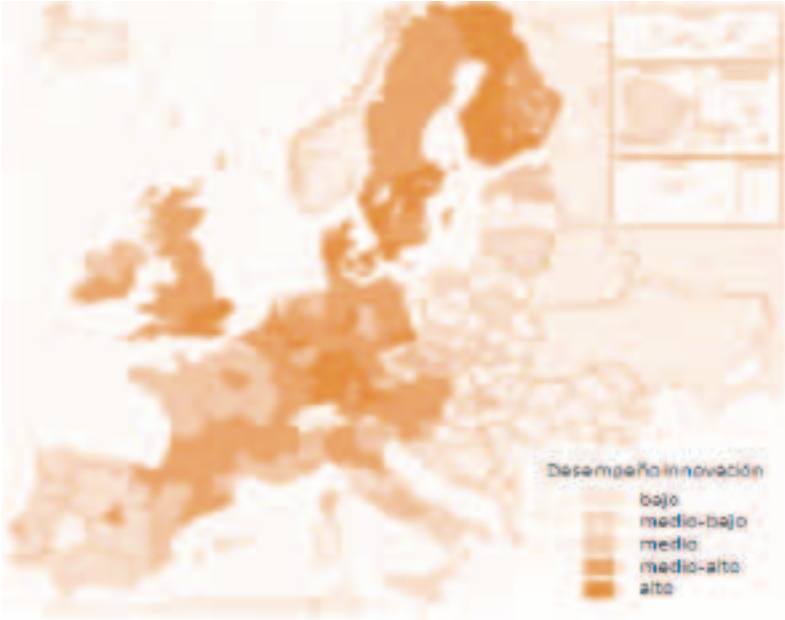 Desempeño innovación
bajo
medio-bajo
medio
medio-alto
alto